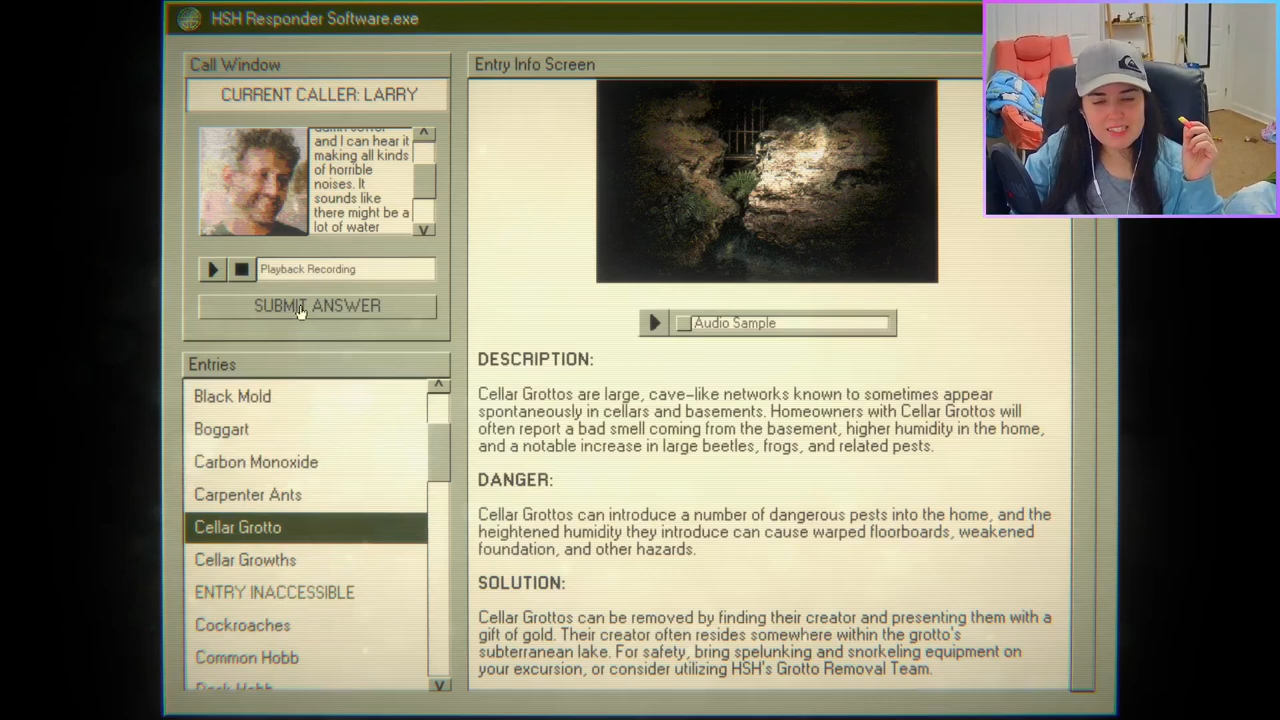 HSH Responder Software.exe
Call Window
Entry Info Screen
CURRENT CALLER: LARRY
and I can hear it
making all kinds
of horrible
noises. It
sounds like
there might be a
lot of water
Playback Recording
SUBMIT ANSWER
Audio Sample
Entries
Black Mold
Boggart
Carbon Monoxide
Carpenter Ants
Cellar Grotto
Cellar Growths
ENTRY INACCESSIBLE
Cockroaches
Common Hobb
DESCRIPTION:
Cellar Grottos are large, cave-like networks known to sometimes appear
spontaneously in cellars and basements. Homeowners with Cellar Grottos will
often report a bad smell coming from the basement, higher humidity in the home,
and a notable increase in large beetles, frogs, and related pests.
DANGER:
Cellar Grottos can introduce a number of dangerous pests into the home, and the
heightened humidity they introduce can cause warped floorboards, weakened
foundation, and other hazards.
SOLUTION:
Cellar Grottos can be removed by finding their creator and presenting them with a
gift of gold. Their creator often resides somewhere within the grotto's
subterranean lake. For safety, bring spelunking and snorkeling equipment on
your excursion, or consider utilizing HSH's Grotto Removal Team.